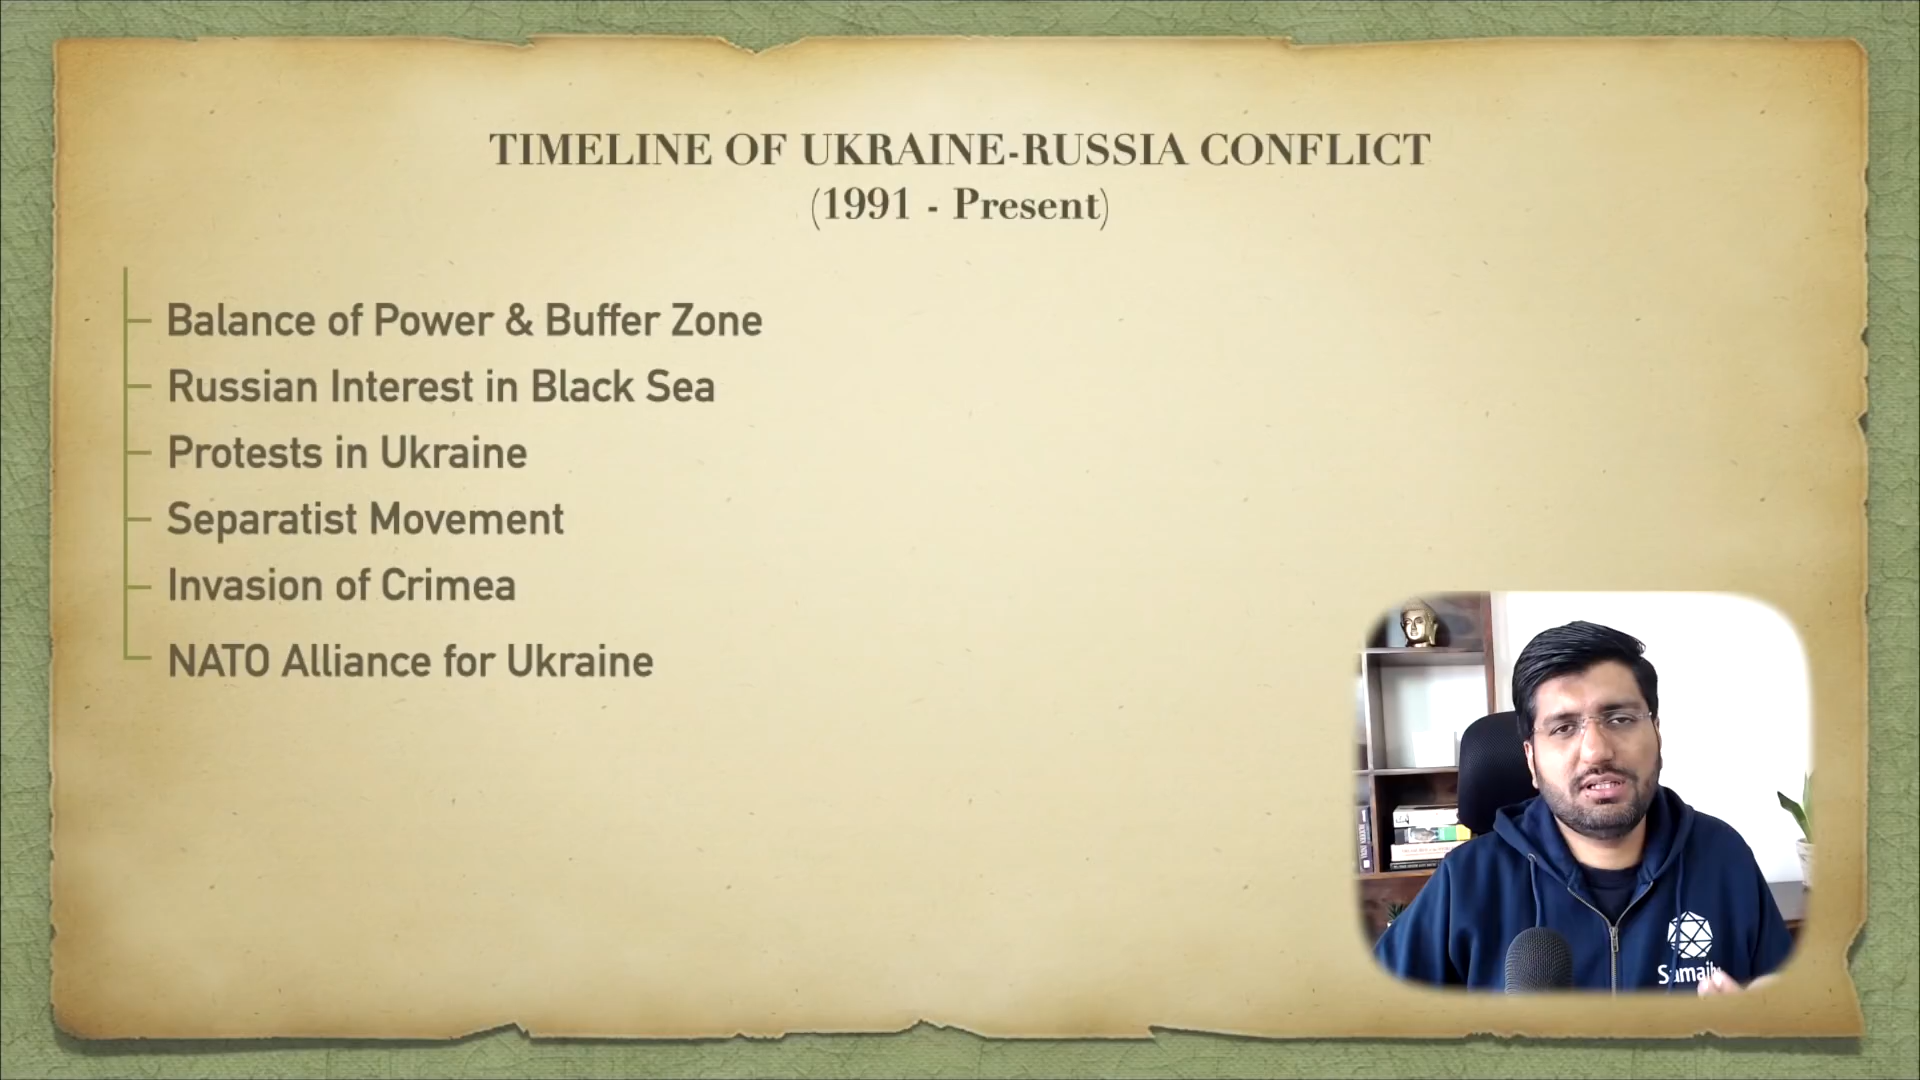 TIMELINE OF UKRAINE-RUSSIA CONFLICT
(1991 - Present)
Balance of Power & Buffer Zone
Russian Interest in Black Sea
Protests in Ukraine
Separatist Movement
Invasion of Crimea
NATO Alliance for Ukraine